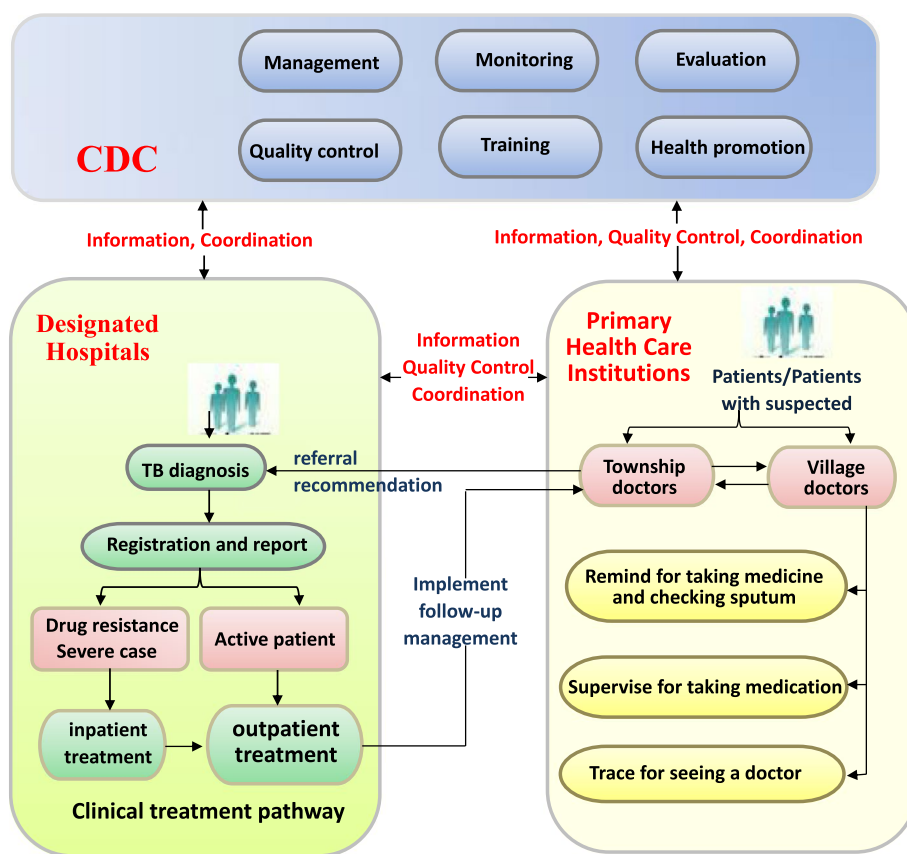 Management
Monitoring
Evaluation
CDC
Quality control
Training
Health promotion
Information, Coordination
Information, Quality Control, Coordination
Designated
Hospitals
Information
Quality Control
Coordination
Primary
Health Care
Institutions
Patients/Patients
with suspected
TB diagnosis
referral
recommendation
Township
doctors
Village
doctors
Registration and report
Drug resistance
Severe case
Active patient
Implement
follow-up
management
Remind for taking medicine
and checking sputum
Supervise for taking medication
inpatient
treatment
outpatient
treatment
Trace for seeing a doctor
Clinical treatment pathway